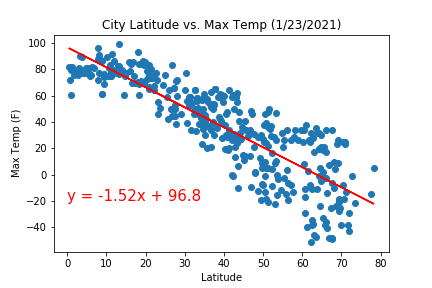 City Latitude vs. Max Temp (1/23/2021)
100
80
60
40
20
0
−20
−40
Max Temp (F)
y = -1.52x + 96.8
0 10 20 30 40 50 60 70 80
Latitude